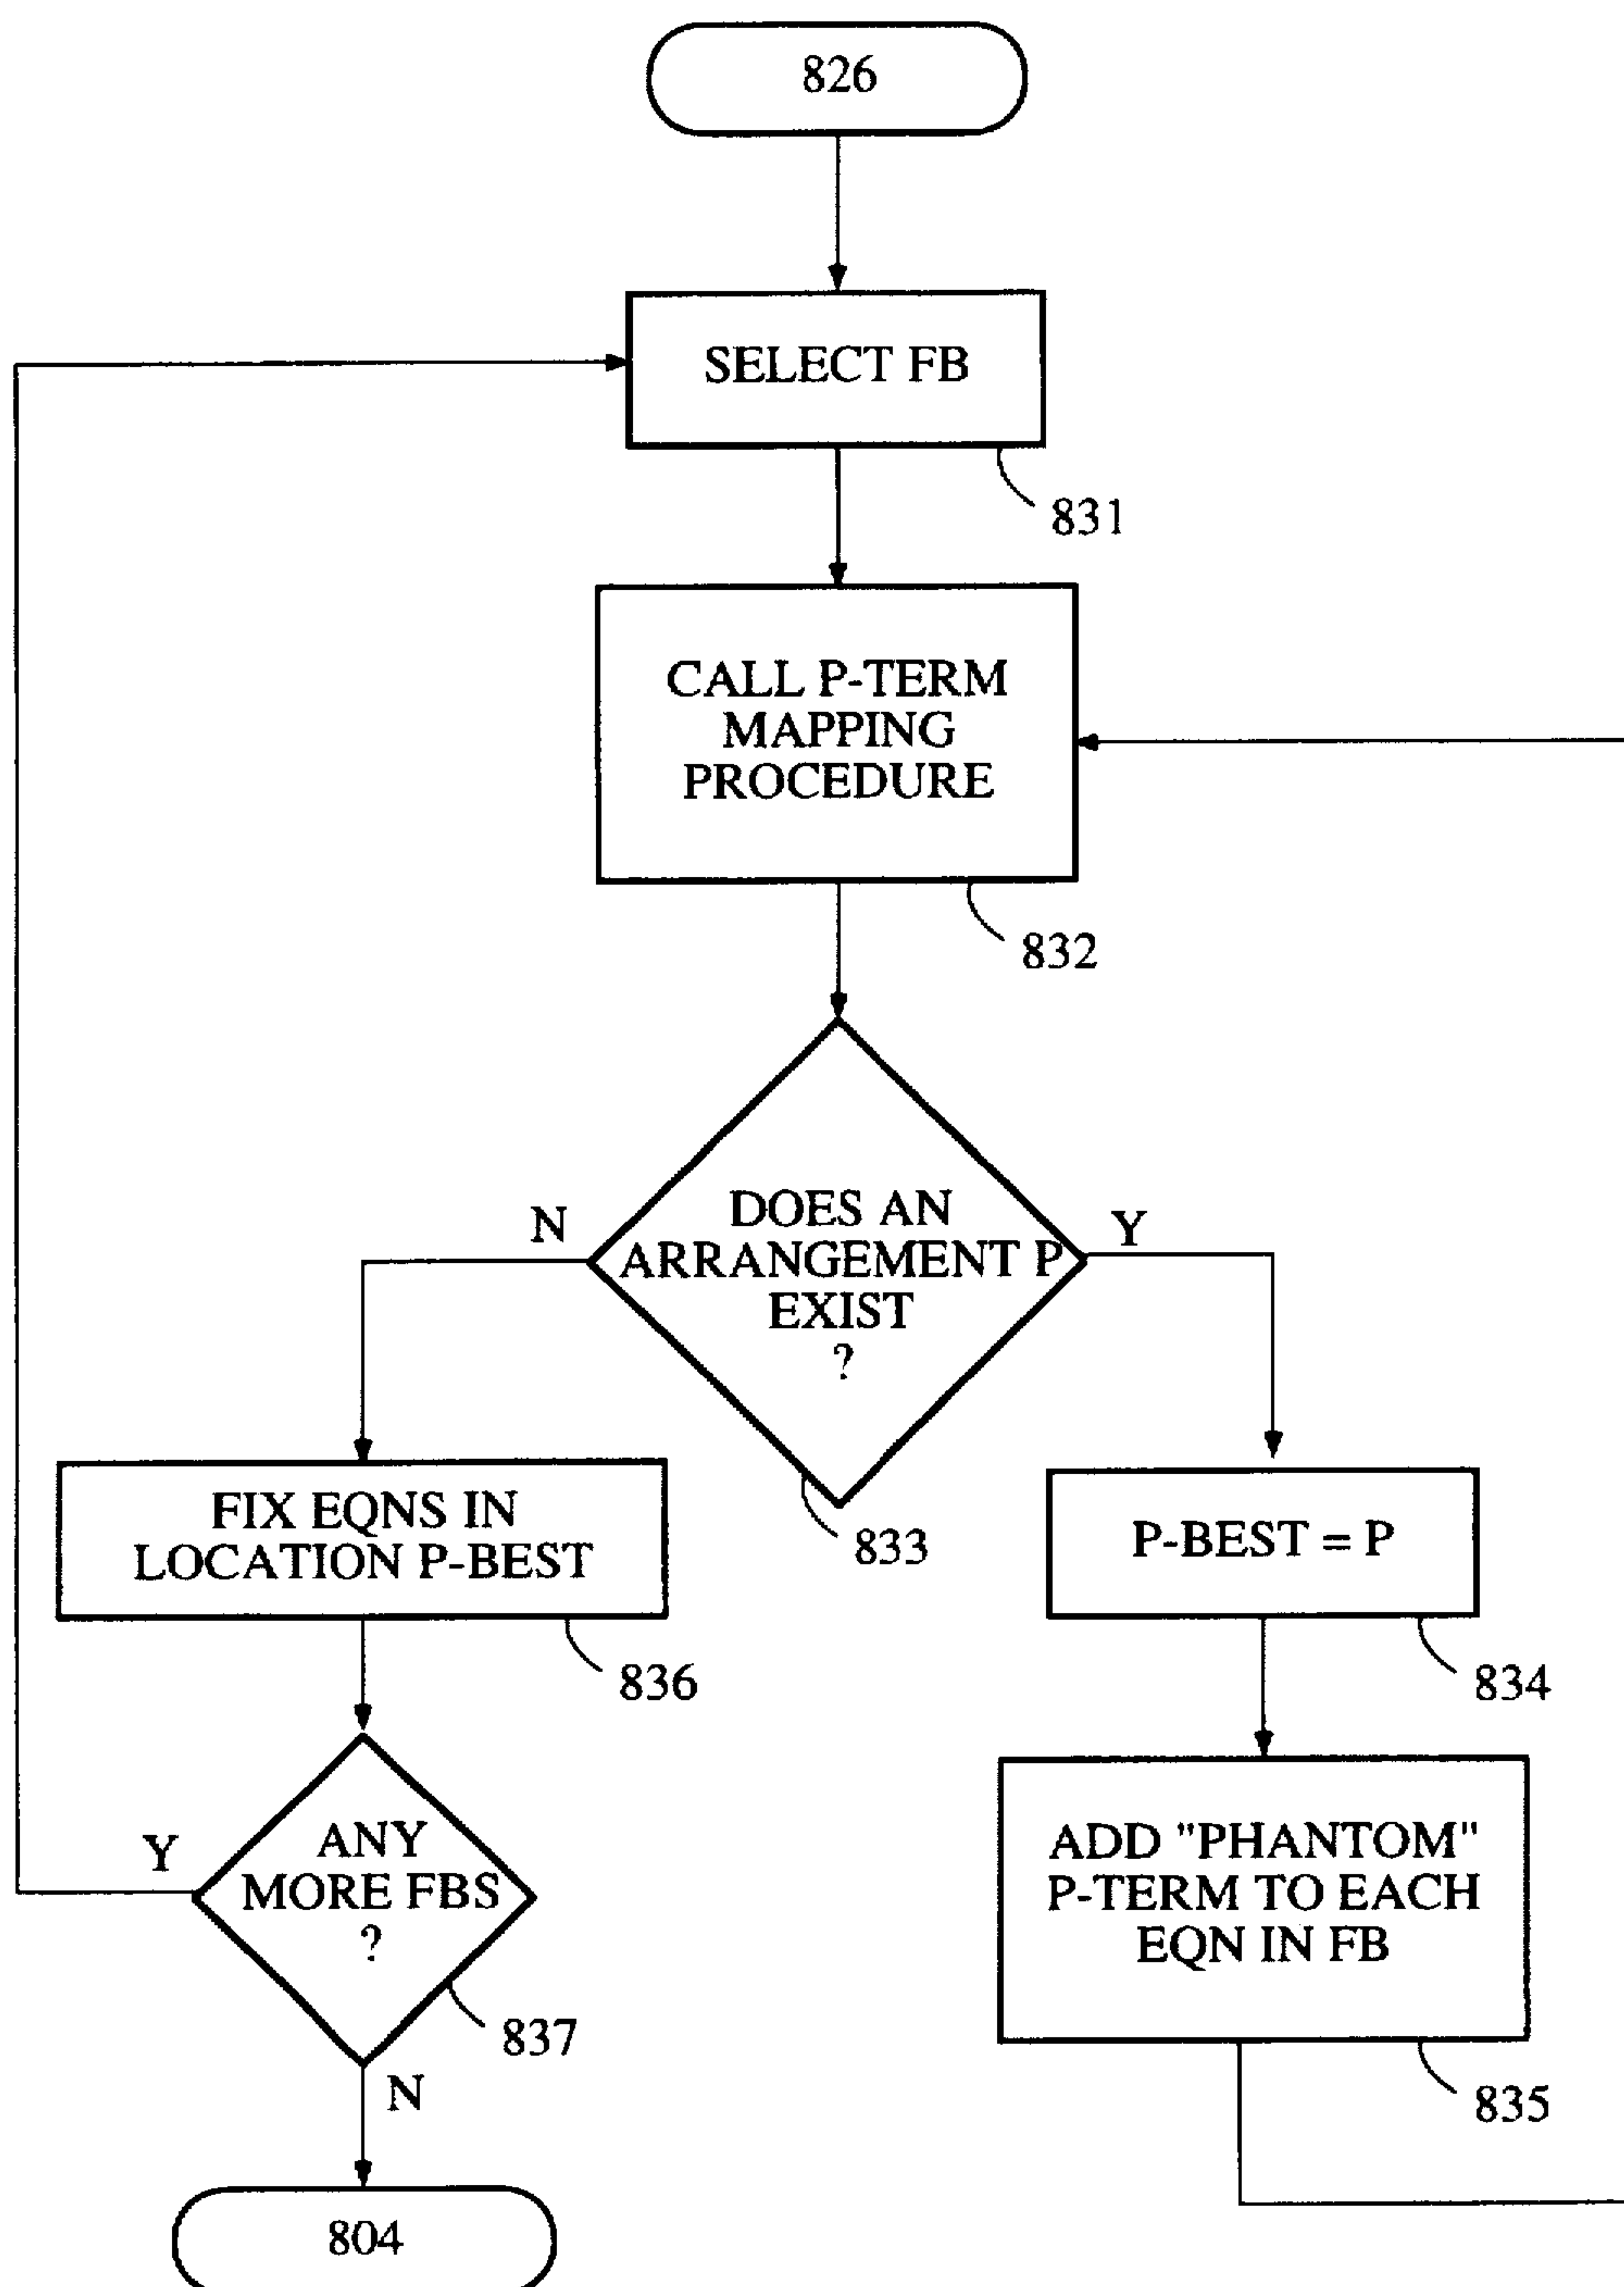 826
SELECT FB
831
CALL P-TERM
MAPPING
PROCEDURE
832
DOES AN
ARRANGEMENT P
EXIST
?
N
Y
833
FIX EQNS IN
LOCATION P-BEST
836
P-BEST = P
834
ANY
MORE FBS
?
Y
837
N
ADD "PHANTOM"
P-TERM TO EACH
EQN IN FB
835
804